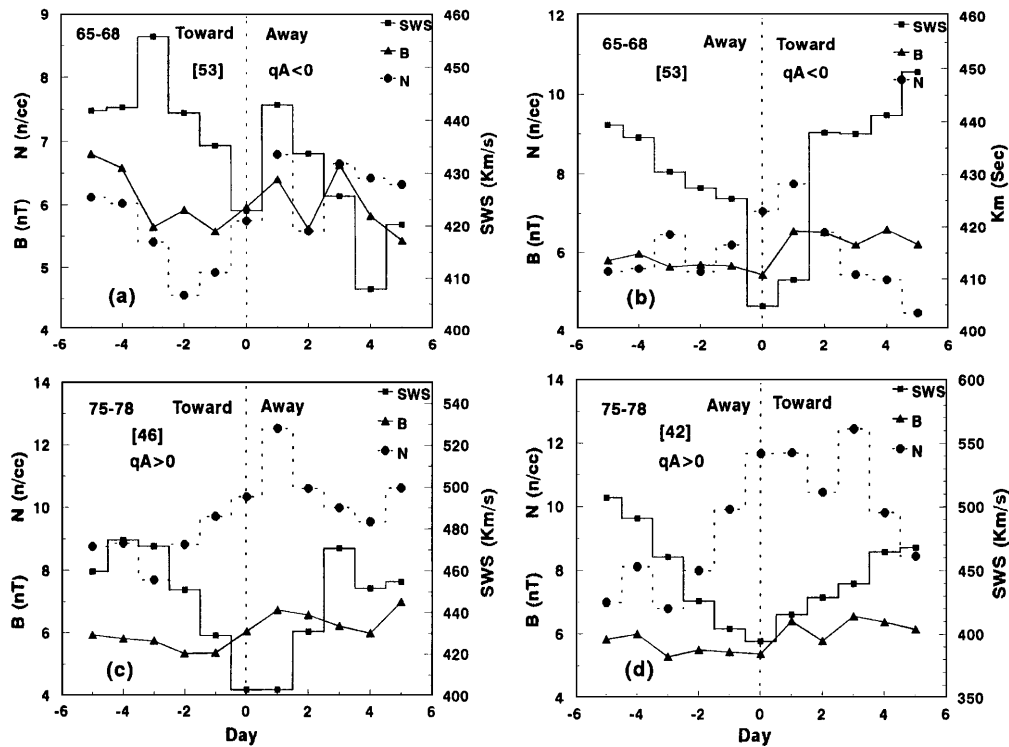 9
8
7
6
5
4
N (n/cc)
B (nT)
65-68
Toward
Away
[53]
qA<0
SWS
B
N
(a)
460
450
440
430
420
410
400
SWS (Km/s)
-6
-4
-2
0
2
4
6
14
12
10
8
6
4
N (n/cc)
B (nT)
65-68
Away
Toward
[53]
qA<0
SWS
B
N
(b)
460
450
440
430
420
410
400
Km (Sec)
-6
-4
-2
0
2
4
6
14
12
10
8
6
4
N (n/cc)
B (nT)
75-78
Toward
Away
[46]
qA>0
SWS
B
N
(c)
540
520
500
480
460
440
420
400
SWS (Km/s)
-6
-4
-2
0
2
4
6
Day
14
12
10
8
6
4
N (n/cc)
B (nT)
75-78
Away
Toward
[42]
qA>0
SWS
B
N
(d)
600
550
500
450
400
350
SWS (Km/s)
-6
-4
-2
0
2
4
6
Day